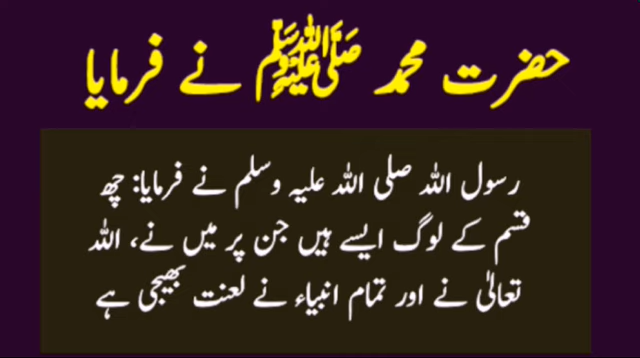 حضرت محمد ﷺ نے فرمایا
رسول اللہ صلی اللہ علیہ وسلم نے فرمایا: چھ
قسم کے لوگ ایسے ہیں جن پر میں نے، اللہ
تعالیٰ نے اور تمام انبیاء نے لعنت بھیجی ہے